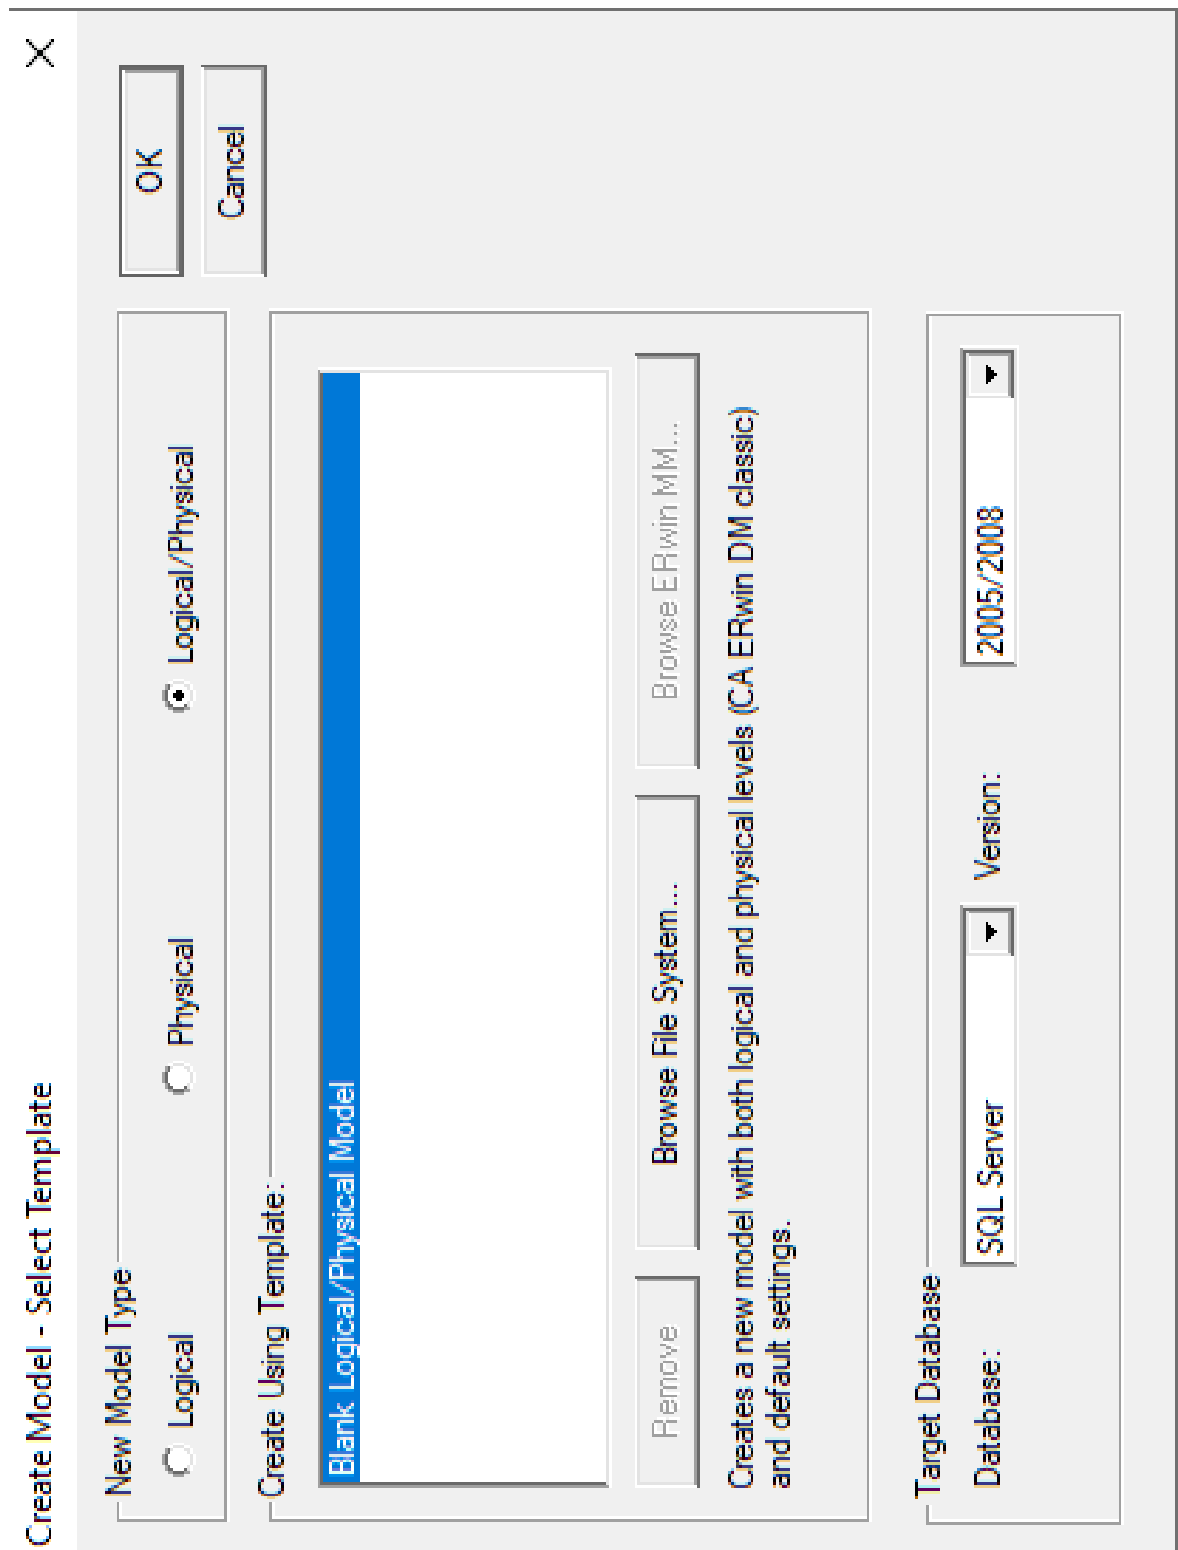 Create Model - Select Template
New Model Type
Logical
Physical
Logical/Physical
OK
Cancel
Create Using Template:
Blank Logical/Physical Model
Remove
Browse File System...
Browse ERwin MM...
Creates a new model with both logical and physical levels (CA ERwin DM classic)
and default settings.
Target Database
Database:
SQL Server
Version:
2005/2008